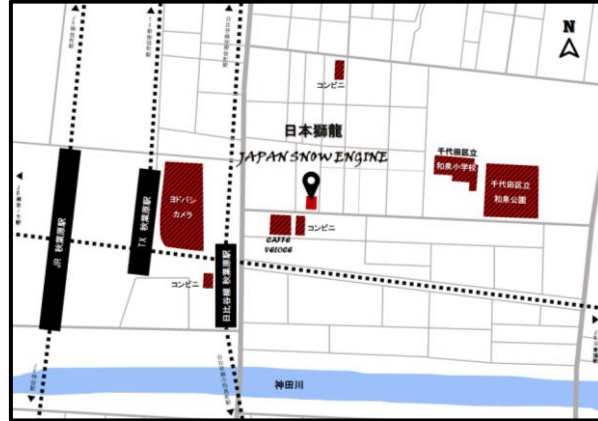 N
コンビニ
日本獅龍
JAPAN SNOW ENGINE
千代田区立
和泉小学校
千代田区立
和泉公園
ヨドバシ
カメラ
JR 秋葉原駅
TX 秋葉原駅
日比谷線 秋葉原駅
CAFFE
VELOCE
コンビニ
コンビニ
神田川